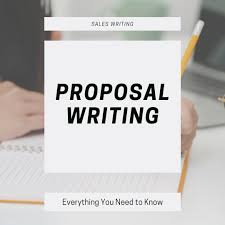 SALES WRITING
PROPOSAL
WRITING
Everything You Need to Know